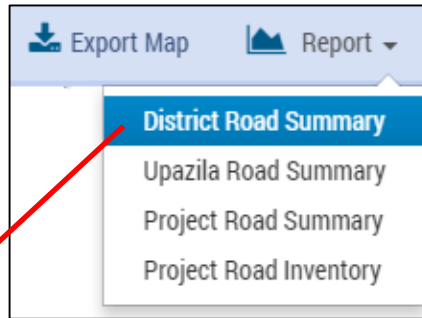 Export Map Report
District Road Summary
Upazila Road Summary
Project Road Summary
Project Road Inventory